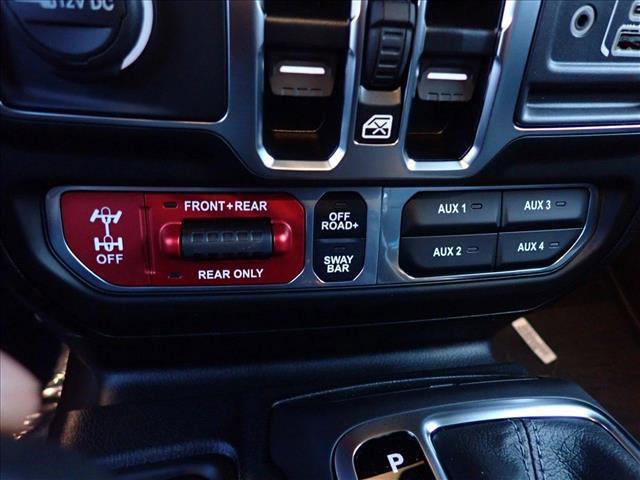 12V DC
FRONT+REAR
OFF
REAR ONLY
OFF
ROAD+
SWAY
BAR
AUX 1
AUX 3
AUX 2
AUX 4
P